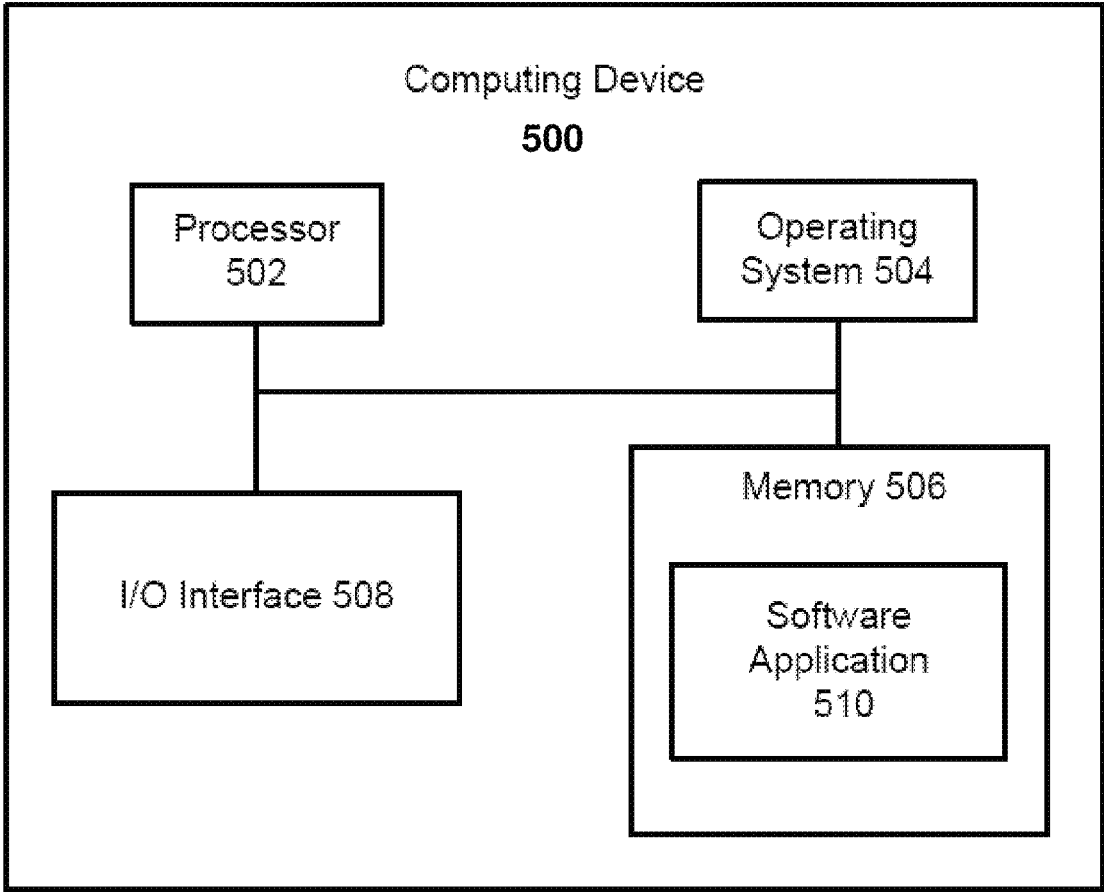 Computing Device
500
Processor
502
Operating
System 504
Memory 506
I/O Interface 508
Software
Application
510